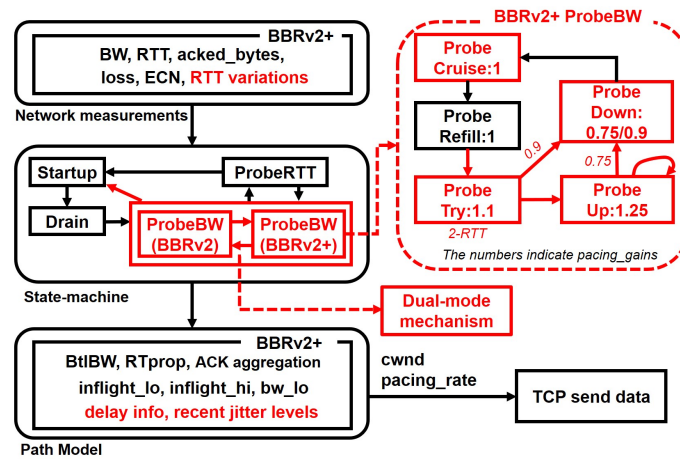 BBRv2+
BW, RTT, acked_bytes,
loss, ECN, RTT variations
Network measurements
Startup
ProbeRTT
Drain
ProbeBW
(BBRv2)
ProbeBW
(BBRv2+)
State-machine
BBRv2+
BtlBW, RTprop, ACK aggregation
inflight_lo, inflight_hi, bw_lo
delay info, recent jitter levels
Path Model
BBRv2+ ProbeBW
Probe
Cruise:1
Probe
Refill:1
Probe
Down:
0.75/0.9
0.9
0.75
Probe
Try:1.1
Probe
Up:1.25
2-RTT
The numbers indicate pacing_gains
Dual-mode
mechanism
cwnd
pacing_rate
TCP send data